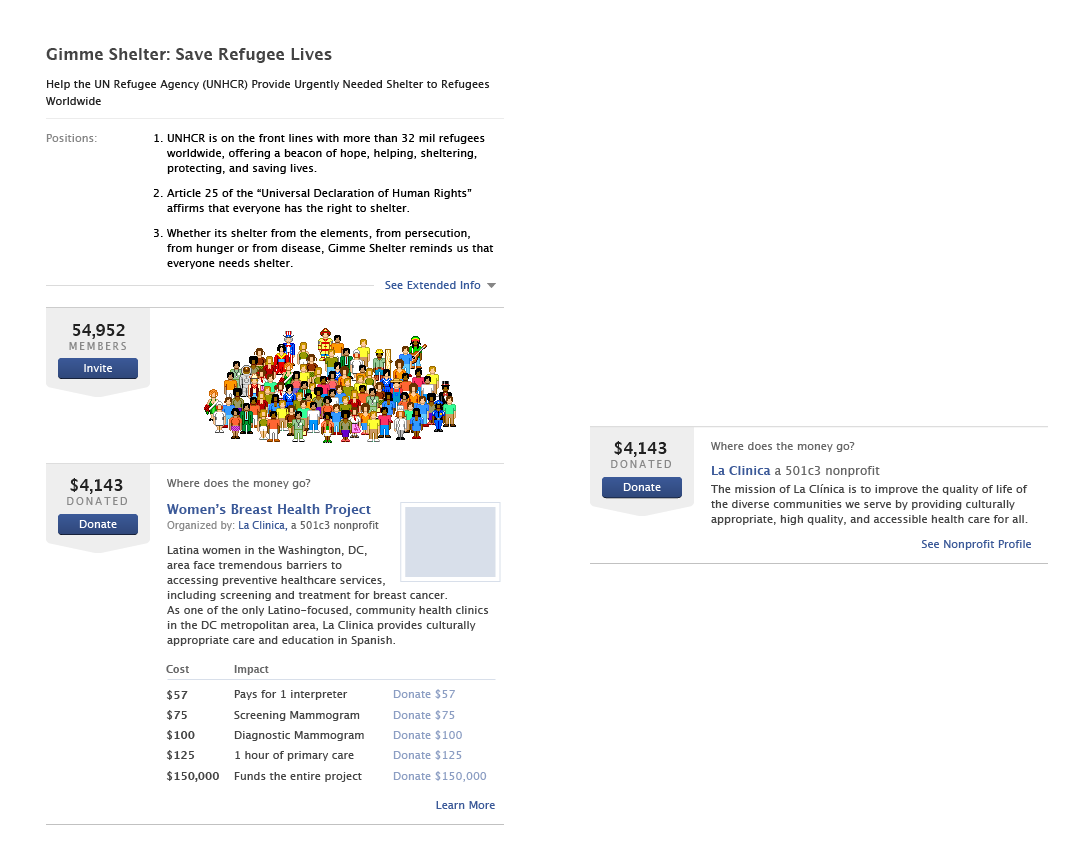 Gimme Shelter: Save Refugee Lives
Help the UN Refugee Agency (UNHCR) Provide Urgently Needed Shelter to Refugees
Worldwide
Positions:
1. UNHCR is on the front lines with more than 32 mil refugees
worldwide, offering a beacon of hope, helping, sheltering,
protecting, and saving lives.
2. Article 25 of the “Universal Declaration of Human Rights”
affirms that everyone has the right to shelter.
3. Whether its shelter from the elements, from persecution,
from hunger or from disease, Gimme Shelter reminds us that
everyone needs shelter.
See Extended Info
54,952
MEMBERS
Invite
$4,143
DONATED
Donate
Where does the money go?
Women’s Breast Health Project
Organized by: La Clinica, a 501c3 nonprofit
Latina women in the Washington, DC,
area face tremendous barriers to
accessing preventive healthcare services,
including screening and treatment for breast cancer.
As one of the only Latino-focused, community health clinics
in the DC metropolitan area, La Clinica provides culturally
appropriate care and education in Spanish.
Cost Impact
$57 Pays for 1 interpreter Donate $57
$75 Screening Mammogram Donate $75
$100 Diagnostic Mammogram Donate $100
$125 1 hour of primary care Donate $125
$150,000 Funds the entire project Donate $150,000
Learn More
$4,143
DONATED
Donate
Where does the money go?
La Clinica a 501c3 nonprofit
The mission of La Clínica is to improve the quality of life of
the diverse communities we serve by providing culturally
appropriate, high quality, and accessible health care for all.
See Nonprofit Profile